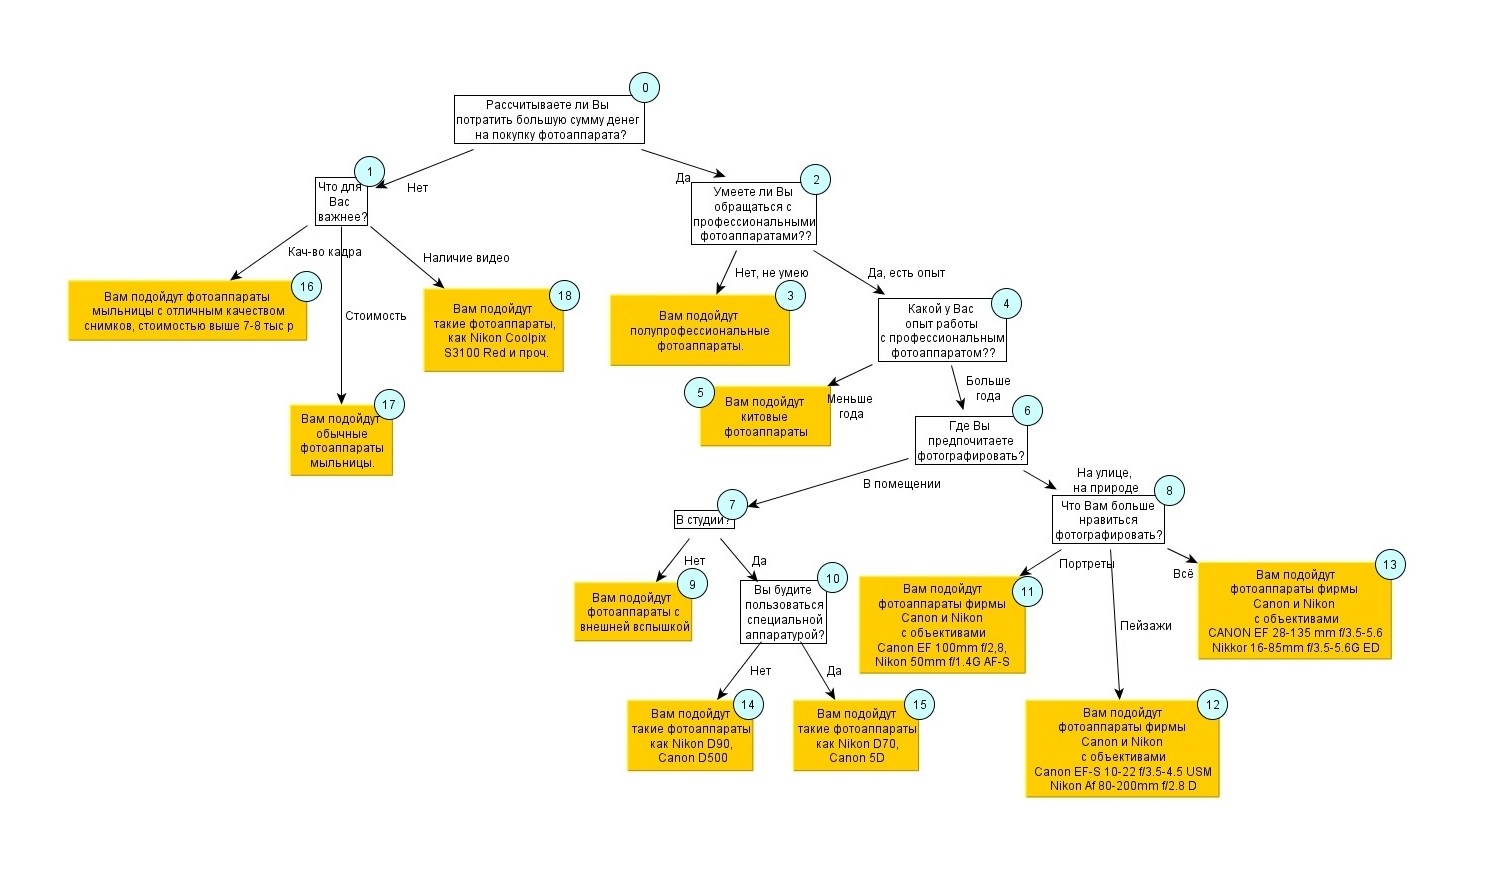 0
Рассчитываете ли Вы
потратить большую сумму денег
на покупку фотоаппарата?
1
Что для
Вас
важнее?
Нет
Да
2
Умеете ли Вы
обращаться с
профессиональными
фотоаппаратами??
Кач-во кадра
Наличие видео
Стоимость
16
Вам подойдут фотоаппараты
мыльницы с отличным качеством
снимков, стоимостью выше 7-8 тыс р
18
Вам подойдут
такие фотоаппараты,
как Nikon Coolpix
S3100 Red и проч.
17
Вам подойдут
обычные
фотоаппараты
мыльницы.
Нет, не умею
Да, есть опыт
3
Вам подойдут
полупрофессиональные
фотоаппараты.
4
Какой у Вас
опыт работы
с профессиональным
фотоаппаратом??
Меньше
года
Больше
года
5
Вам подойдут
китовые
фотоаппараты
6
Где Вы
предпочитаете
фотографировать?
В помещении
На улице,
на природе
7
В студии?
8
Что Вам больше
нравиться
фотографировать?
Нет
Да
9
Вам подойдут
фотоаппараты с
внешней вспышкой
10
Вы будите
пользоваться
специальной
аппаратурой?
Портреты
Пейзажи
Всё
11
Вам подойдут
фотоаппараты фирмы
Canon и Nikon
с объективами
Canon EF 100mm f/2,8,
Nikon 50mm f/1.4G AF-S
13
Вам подойдут
фотоаппараты фирмы
Canon и Nikon
с объективами
CANON EF 28-135 mm f/3.5-5.6
Nikkor 16-85mm f/3.5-5.6G ED
Нет
Да
14
Вам подойдут
такие фотоаппараты
как Nikon D90,
Canon D500
15
Вам подойдут
такие фотоаппараты
как Nikon D70,
Canon 5D
12
Вам подойдут
фотоаппараты фирмы
Canon и Nikon
с объективами
Canon EF-S 10-22 f/3.5-4.5 USM
Nikon Af 80-200mm f/2.8 D